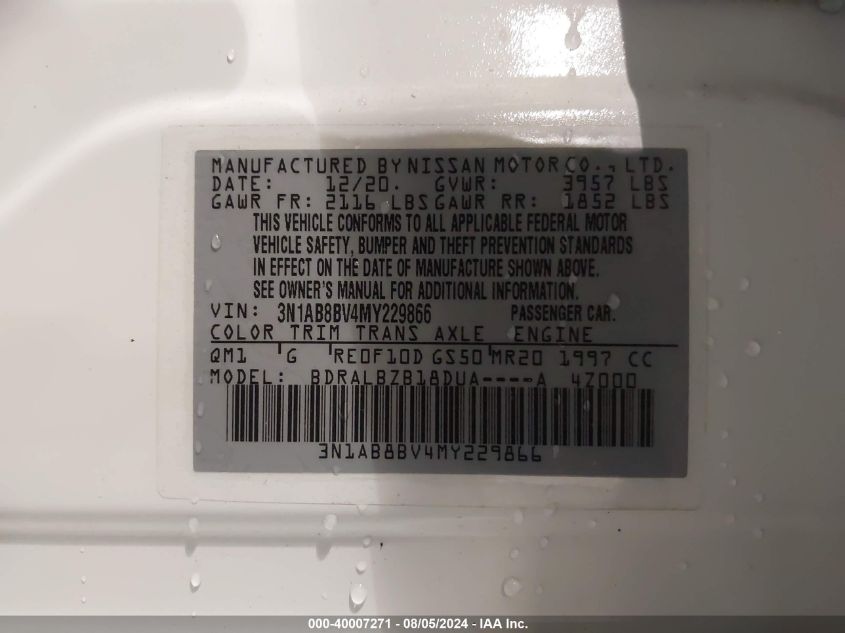 MANUFACTURED BY NISSAN MOTOR CO., LTD.
DATE: 12/20. GVWR: 3957 LBS
GAWR FR: 2116 LBS GAWR RR: 1852 LBS
THIS VEHICLE CONFORMS TO ALL APPLICABLE FEDERAL MOTOR
VEHICLE SAFETY, BUMPER AND THEFT PREVENTION STANDARDS
IN EFFECT ON THE DATE OF MANUFACTURE SHOWN ABOVE.
SEE OWNER'S MANUAL FOR ADDITIONAL INFORMATION.
VIN: 3N1AB8BV4MY229866 PASSENGER CAR.
COLOR TRIM TRANS AXLE ENGINE
QM1 G RE0F10D GS50 MR20 1997 CC
MODEL: BDRALBZB18DUA----A 4Z000
3N1AB8BV4MY229866
000-40007271 - 08/05/2024 - IAA Inc.